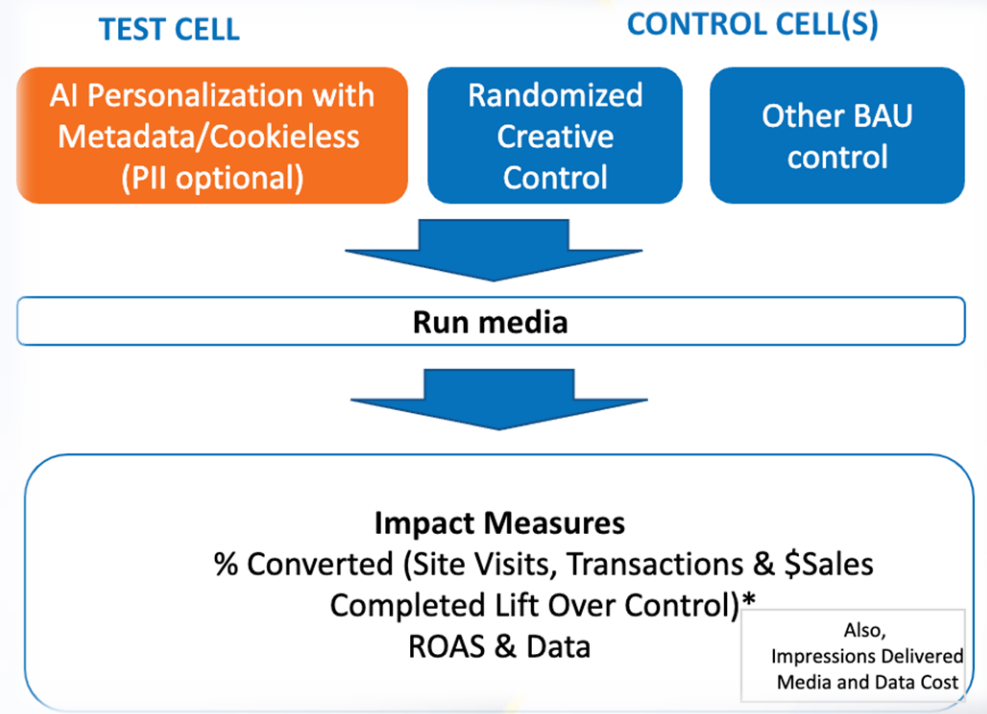 TEST CELL
CONTROL CELL(S)
AI Personalization with
Metadata/Cookieless
(PII optional)
Randomized
Creative
Control
Other BAU
control
Run media
Impact Measures
% Converted (Site Visits, Transactions & $Sales
Completed Lift Over Control)*
ROAS & Data
Also,
Impressions Delivered
Media and Data Cost